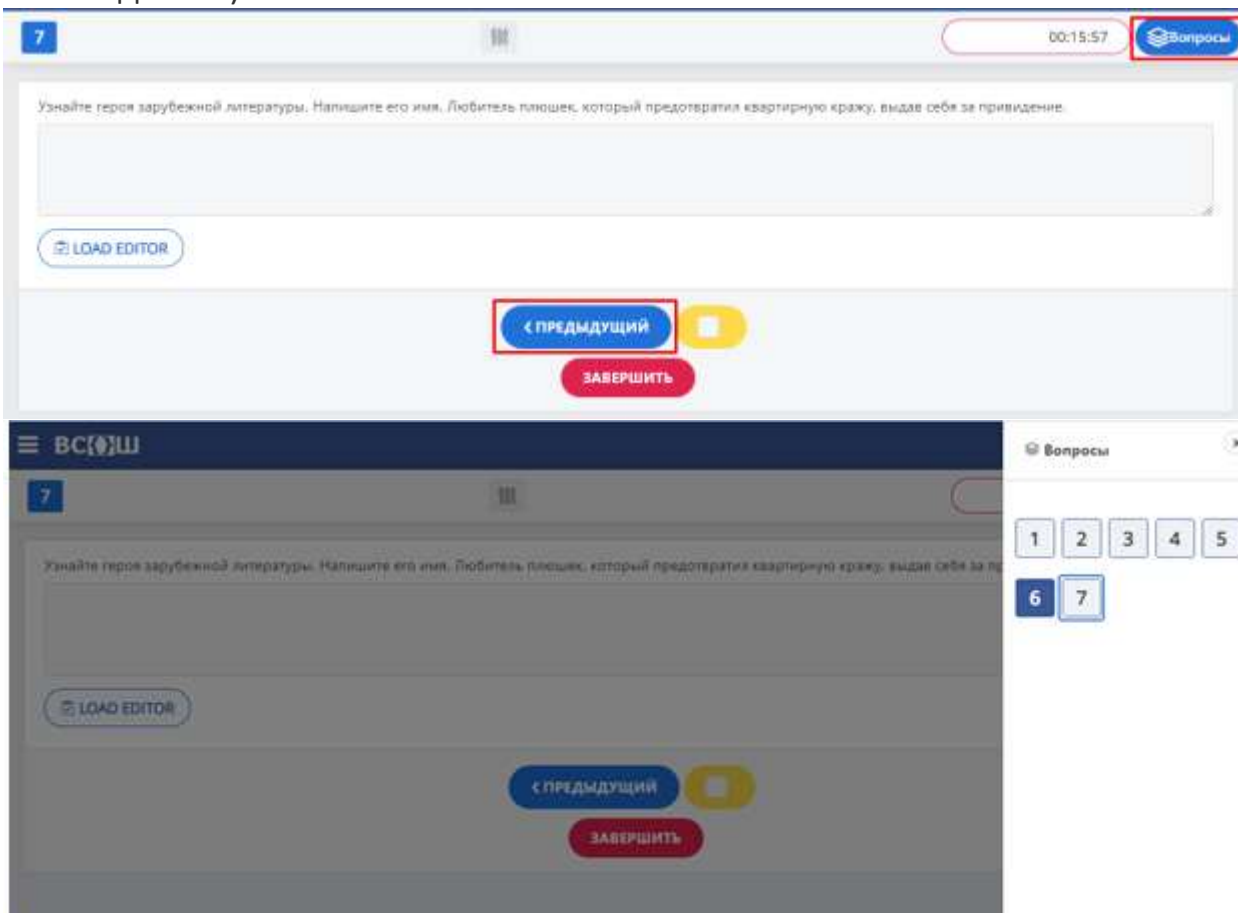 7
00:15:57
Вопросы
Узнайте героя зарубежной литературы. Напишите его имя. Любитель плюшек, который предотвратил квартирную кражу, выдав себя за привидение.
LOAD EDITOR
< ПРЕДЫДУЩИЙ
ЗАВЕРШИТЬ
ВС[]Ш
Вопросы
7
1 2 3 4 5
6 7
Узнайте героя зарубежной литературы. Напишите его имя. Любитель плюшек, который предотвратил квартирную кражу, выдав себя за
LOAD EDITOR
< ПРЕДЫДУЩИЙ
ЗАВЕРШИТЬ